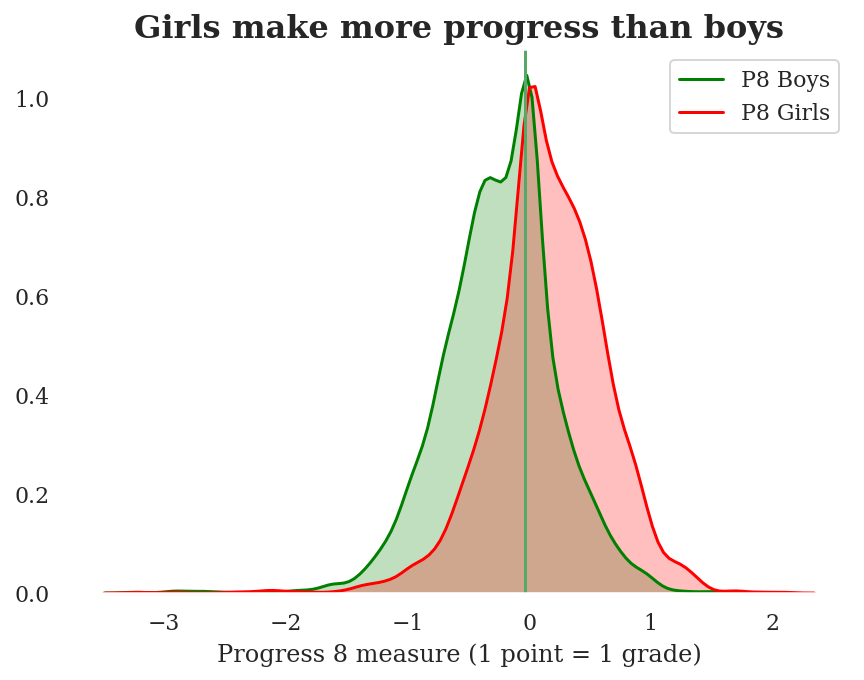 Girls make more progress than boys
P8 Boys
P8 Girls
1.0
0.8
0.6
0.4
0.2
0.0
−3 −2 −1 0 1 2
Progress 8 measure (1 point = 1 grade)